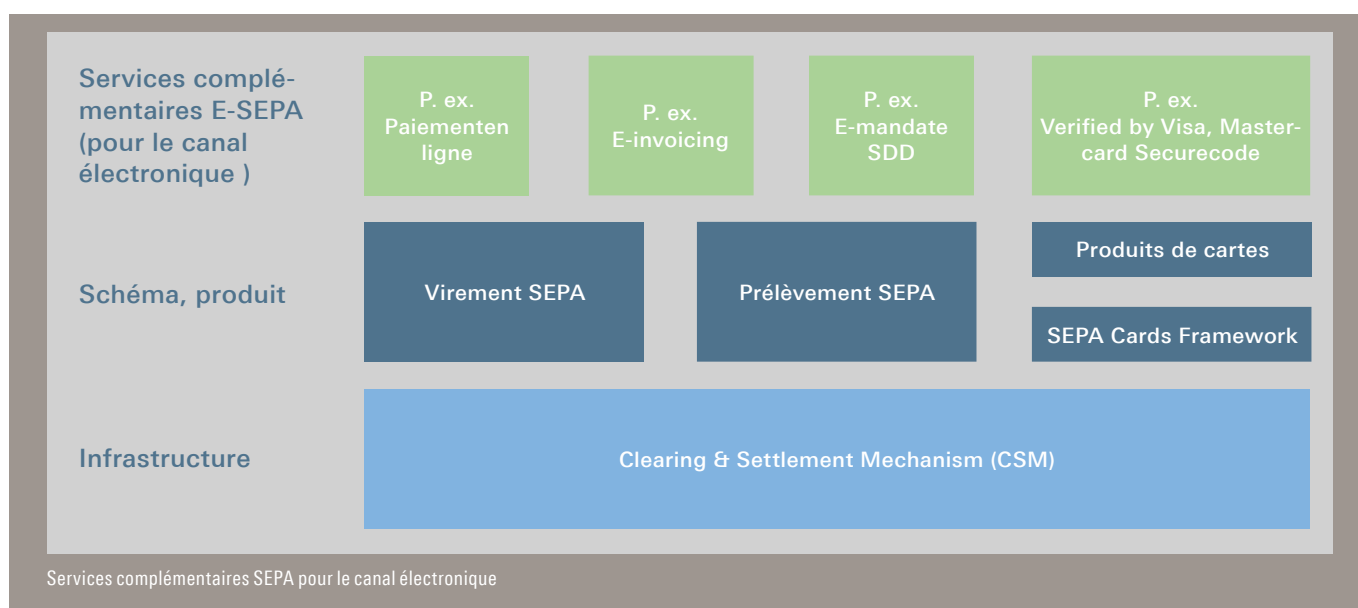 Services complé-
mentaires E-SEPA
(pour le canal
électronique )
P. ex.
Paiementen
ligne
P. ex.
E-invoicing
P. ex.
E-mandate
SDD
P. ex.
Verified by Visa, Master-
card Securecode
Schéma, produit
Virement SEPA
Prélèvement SEPA
Produits de cartes
SEPA Cards Framework
Infrastructure
Clearing & Settlement Mechanism (CSM)
Services complémentaires SEPA pour le canal électronique